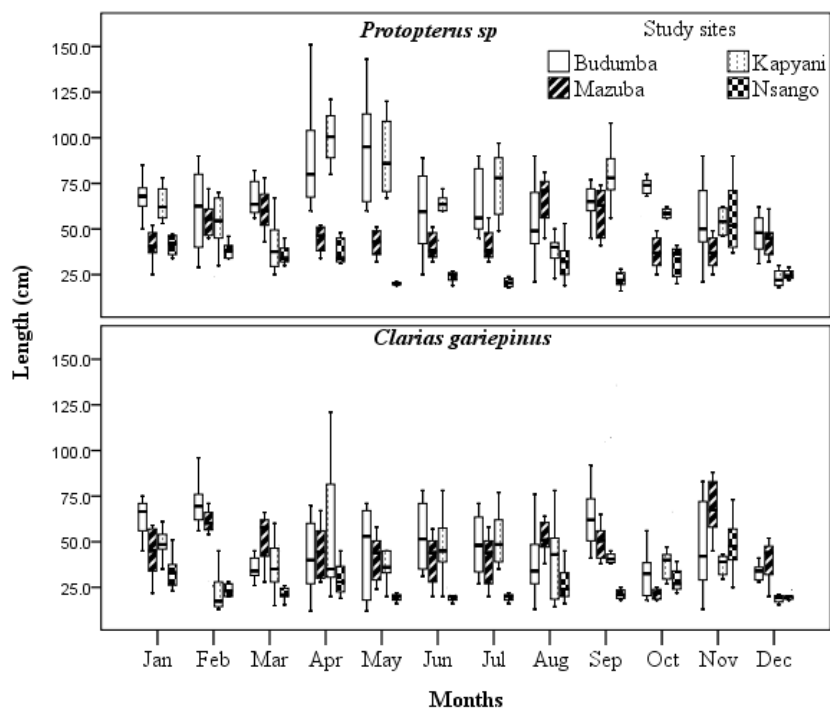 Protopterus sp
Study sites
Budumba
Kapyani
Mazuba
Nsango
150.0
125.0
100.0
75.0
50.0
25.0
Length (cm)
Clarias gariepinus
150.0
125.0
100.0
75.0
50.0
25.0
Jan Feb Mar Apr May Jun Jul Aug Sep Oct Nov Dec
Months